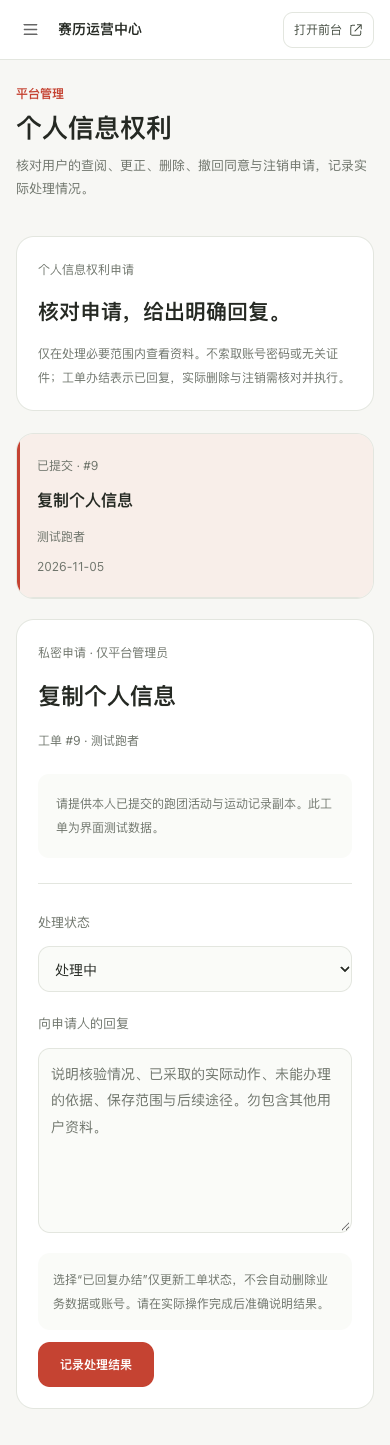 赛历运营中心
打开前台
平台管理
个人信息权利
核对用户的查阅、更正、删除、撤回同意与注销申请，记录实
际处理情况。
个人信息权利申请
核对申请，给出明确回复。
仅在处理必要范围内查看资料。不索取账号密码或无关证
件；工单办结表示已回复，实际删除与注销需核对并执行。
已提交 · #9
复制个人信息
测试跑者
2026-11-05
私密申请 · 仅平台管理员
复制个人信息
工单 #9 · 测试跑者
请提供本人已提交的跑团活动与运动记录副本。此工
单为界面测试数据。
处理状态
处理中
向申请人的回复
说明核验情况、已采取的实际动作、未能办理
的依据、保存范围与后续途径。勿包含其他用
户资料。
选择“已回复办结”仅更新工单状态，不会自动删除业
务数据或账号。请在实际操作完成后准确说明结果。
记录处理结果